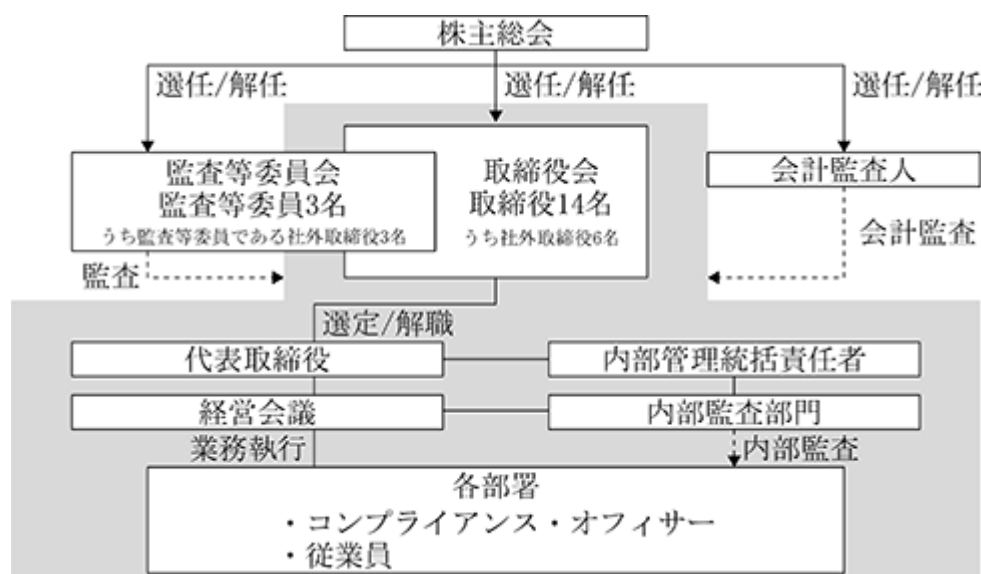 株主総会
選任/解任
選任/解任
選任/解任
監査等委員会
監査等委員3名
うち監査等委員である社外取締役3名
取締役会
取締役14名
うち社外取締役6名
会計監査人
監査
会計監査
選定/解職
代表取締役
内部管理統括責任者
経営会議
内部監査部門
業務執行
内部監査
各部署
・コンプライアンス・オフィサー
・従業員